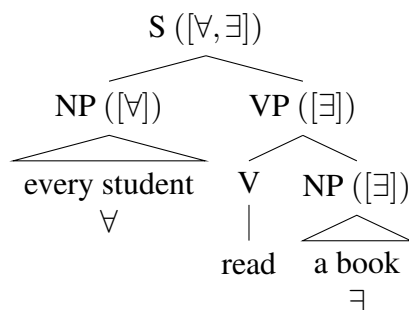 S ([∀, ∃])
NP ([∀]) VP ([∃])
every student V NP ([∃])
∀
read a book
∃